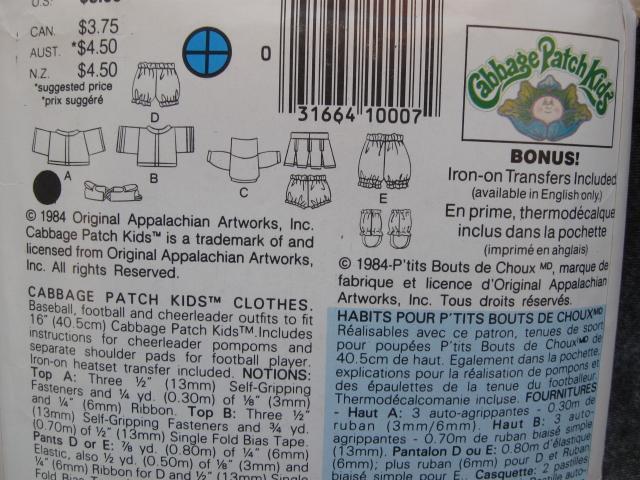 U.S.
CAN. $3.75
AUST. *$4.50
N.Z. $4.50
*suggested price
*prix suggéré
0
31664 10007
Cabbage Patch Kids
BONUS!
Iron-on Transfers Included
(available in English only)
En prime, thermodécalque
inclus dans la pochette
(imprimé en anglais)
D
A
B
C
E
© 1984 Original Appalachian Artworks, Inc.
Cabbage Patch Kids™ is a trademark of and
licensed from Original Appalachian Artworks,
Inc. All rights Reserved.
© 1984-P'tits Bouts de Choux MD, marque de
fabrique et licence d'Original Appalachian
Artworks, Inc. Tous droits réservés.
CABBAGE PATCH KIDS™ CLOTHES.
Baseball, football and cheerleader outfits to fit
16" (40.5cm) Cabbage Patch Kids™. Includes
instructions for cheerleader pompoms and
separate shoulder pads for football player.
Iron-on heatset transfer included. NOTIONS:
Top A: Three ½" (13mm) Self-Gripping
Fasteners and ¼ yd. (0.30m) of ⅛" (3mm)
and ¼" (6mm) Ribbon. Top B: Three ½"
(13mm) Self-Gripping Fasteners and ¾ yd.
(0.70m) of ½" (13mm) Single Fold Bias Tape.
Pants D or E: ⅞ yd. (0.80m) of ¼" (6mm)
Elastic, also ½ yd. (0.50m) of ⅛" (3mm) and
¼" (6mm) Ribbon for D and ½" (13mm) Single
HABITS POUR P'TITS BOUTS DE CHOUXMD
Réalisables avec ce patron, tenues de sport
pour poupées P'tits Bouts de Choux MD de
40.5cm de haut. Egalement dans la pochette,
explications pour la réalisation de pompons et
des épaulettes de la tenue du footballeur.
Thermodécalcomanie incluse. FOURNITURES
- Haut A: 3 auto-agrippantes - 0.30m de
ruban (3mm/6mm). Haut B: 3 auto-
agrippantes - 0.70m de ruban biaisé simple
(13mm). Pantalon D ou E: 0.80m d'élastique
(6mm); plus ruban (6mm) pour D et Ruban
biaisé simple pour E. Casquette: 2 pastilles